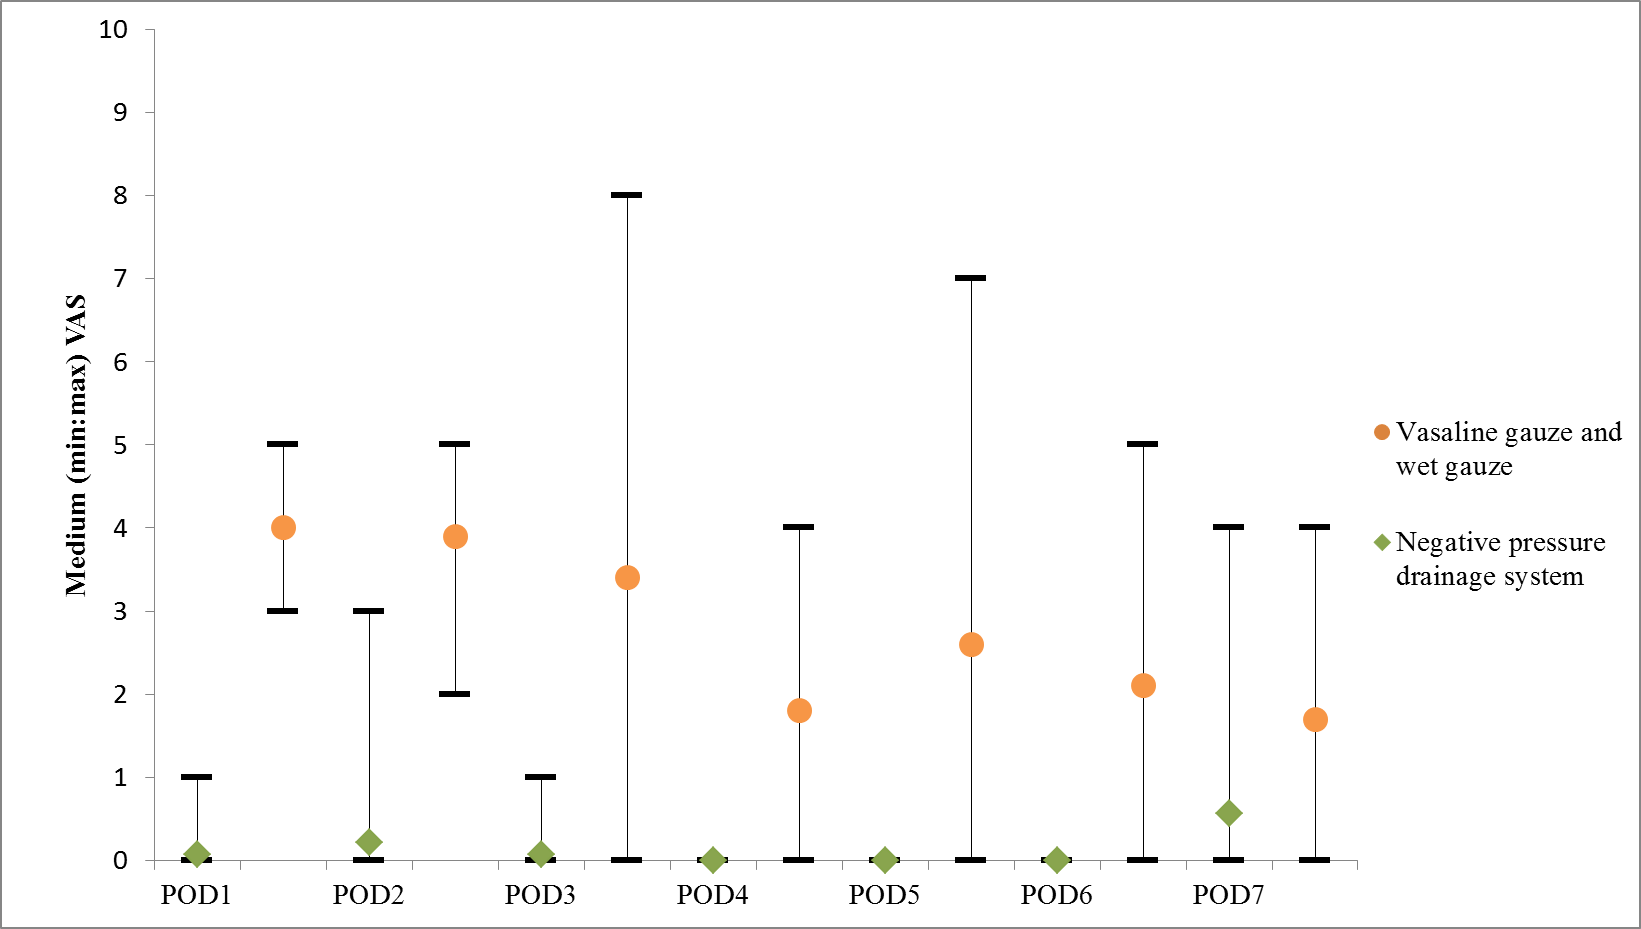 10
9
8
7
6
5
4
3
2
1
0
Medium (min:max) VAS
POD1 POD2 POD3 POD4 POD5 POD6 POD7
Vasaline gauze and
wet gauze
Negative pressure
drainage system